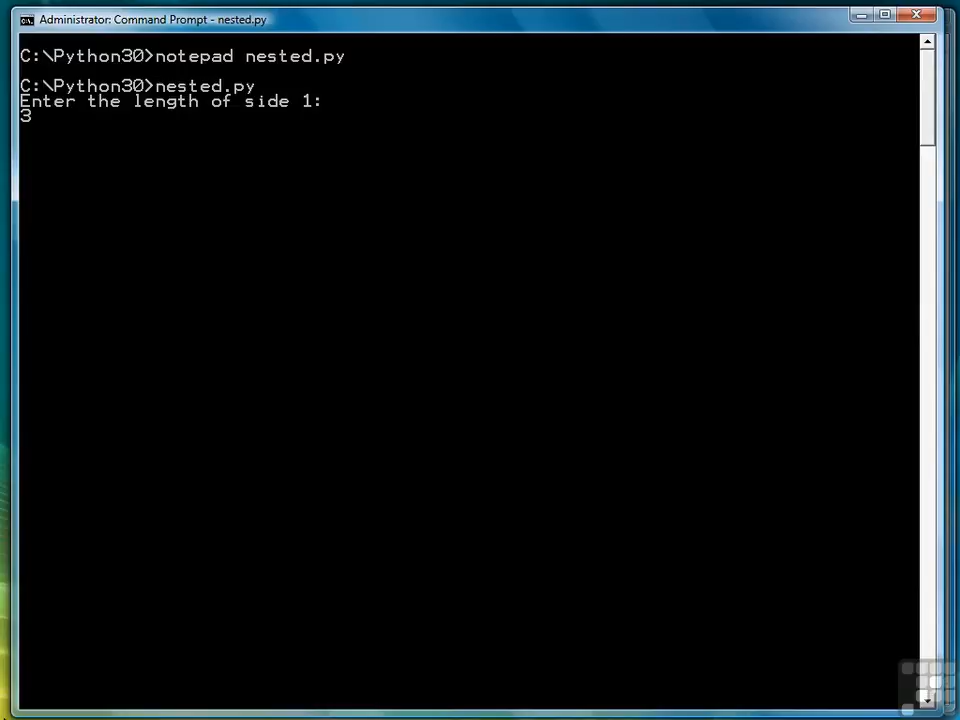 Administrator: Command Prompt - nested.py
C:\Python30>notepad nested.py
C:\Python30>nested.py
Enter the length of side 1:
3